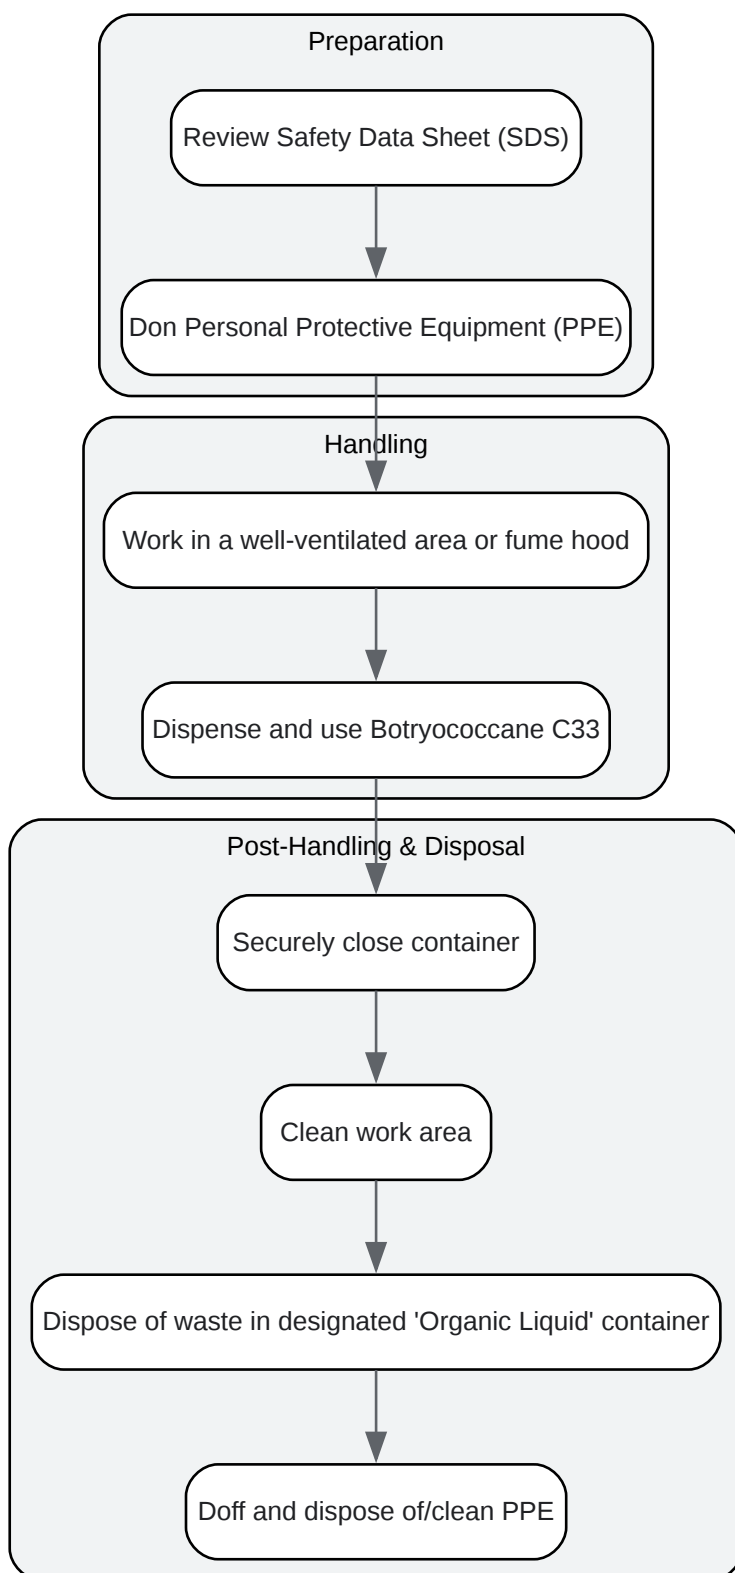 Preparation
Review Safety Data Sheet (SDS)
Don Personal Protective Equipment (PPE)
Handling
Work in a well-ventilated area or fume hood
Dispense and use Botryococcane C33
Post-Handling & Disposal
Securely close container
Clean work area
Dispose of waste in designated 'Organic Liquid' container
Doff and dispose of/clean PPE